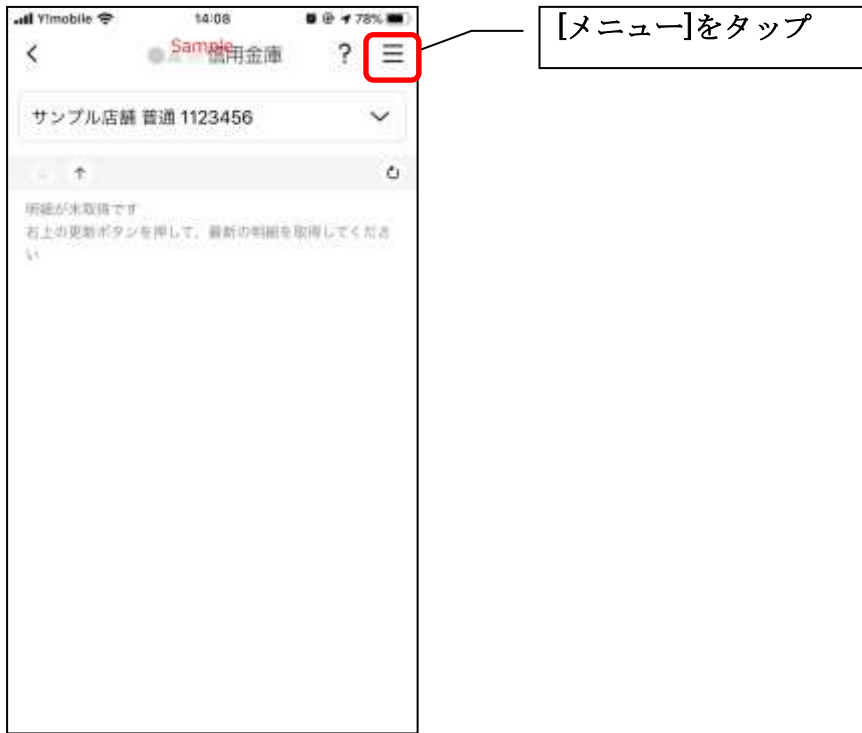 Y!mobile 14:08 78%
Sample
信用金庫 ?
[メニュー]をタップ
サンプル店舗 普通 1123456
明細が未取得です
右上の更新ボタンを押して、最新の明細を取得してくださ
い